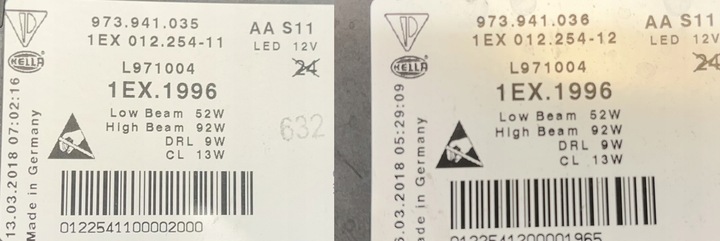 973.941.035 AA S11
1EX 012.254-11 LED 12V
HELLA
L971004 24
1EX.1996
Low Beam 52W
High Beam 92W
DRL 9W
CL 13W
632
13.03.2018 07:02:16
Made in Germany
0122541100002000
973.941.036 AA S11
1EX 012.254-12 LED 12V
HELLA
L971004 24
1EX.1996
Low Beam 52W
High Beam 92W
DRL 9W
CL 13W
.03.2018 05:29:09
Made in Germany
0122541200001965